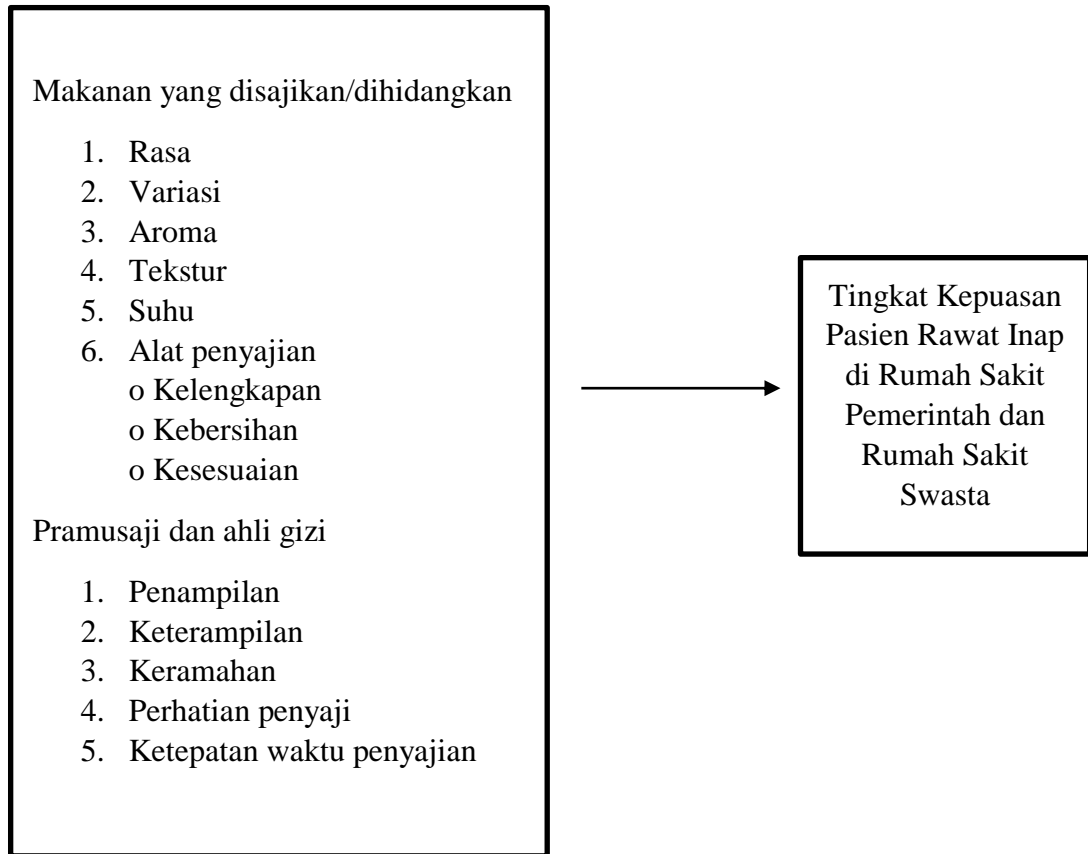 Makanan yang disajikan/dihidangkan
1. Rasa
2. Variasi
3. Aroma
4. Tekstur
5. Suhu
6. Alat penyajian
o Kelengkapan
o Kebersihan
o Kesesuaian
Pramusaji dan ahli gizi
1. Penampilan
2. Keterampilan
3. Keramahan
4. Perhatian penyaji
5. Ketepatan waktu penyajian
Tingkat Kepuasan
Pasien Rawat Inap
di Rumah Sakit
Pemerintah dan
Rumah Sakit
Swasta